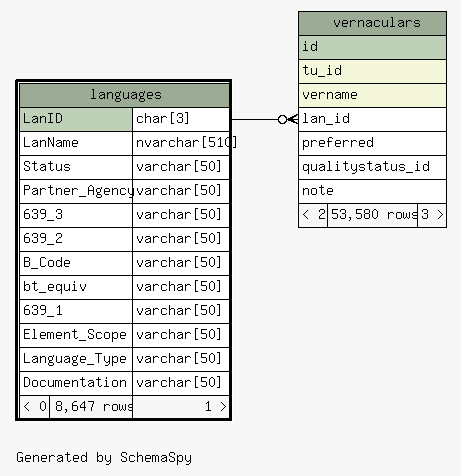 vernaculars
id
tu_id
vername
lan_id
preferred
qualitystatus_id
note
< 2 53,580 rows 3 >
languages
LanID char[3]
LanName nvarchar[510]
Status varchar[50]
Partner_Agency varchar[50]
639_3 varchar[50]
639_2 varchar[50]
B_Code varchar[50]
bt_equiv varchar[50]
639_1 varchar[50]
Element_Scope varchar[50]
Language_Type varchar[50]
Documentation varchar[50]
< 0 8,647 rows 1 >
Generated by SchemaSpy